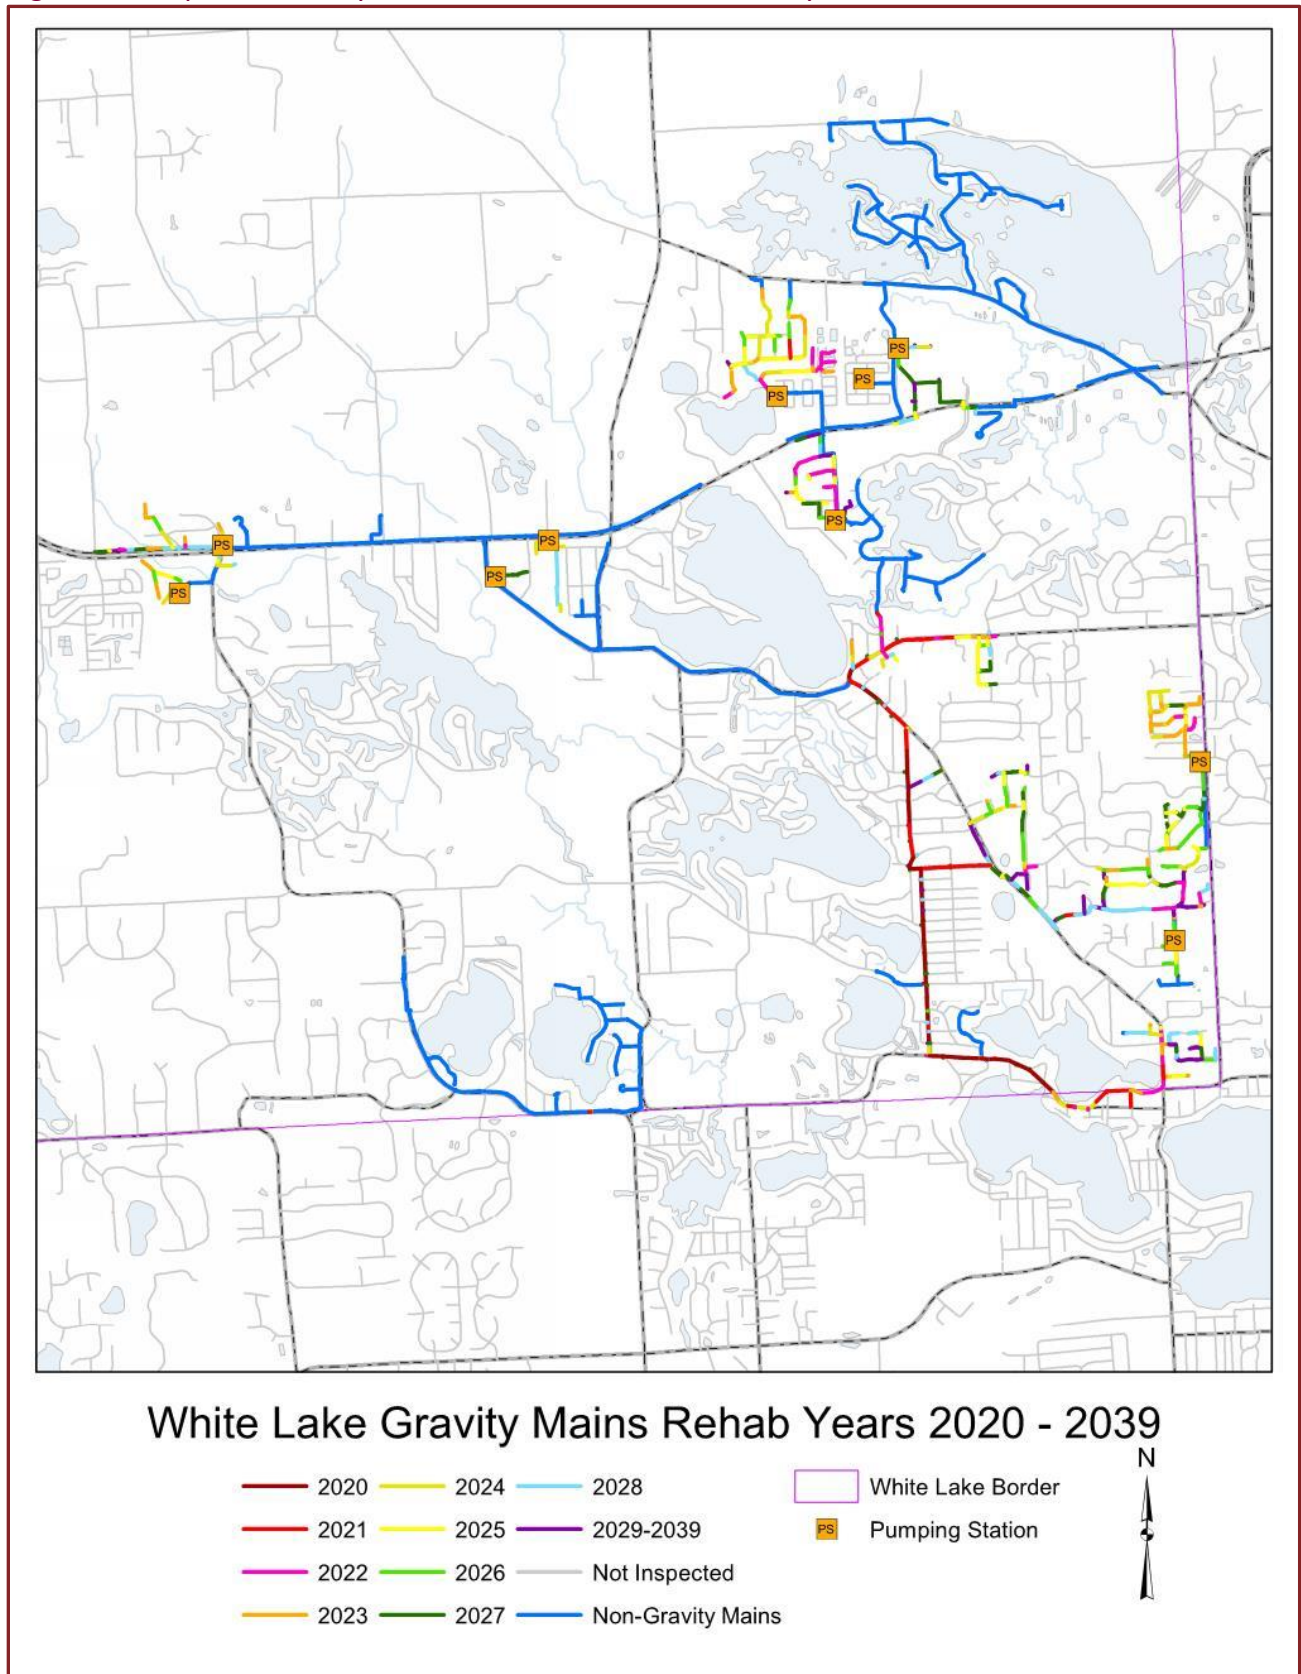 PS
PS
PS
PS
PS
PS
PS
PS
PS
PS
White Lake Gravity Mains Rehab Years 2020 - 2039
N
2020
2024
2028
White Lake Border
2021
2025
2029-2039
PS
Pumping Station
2022
2026
Not Inspected
2023
2027
Non-Gravity Mains